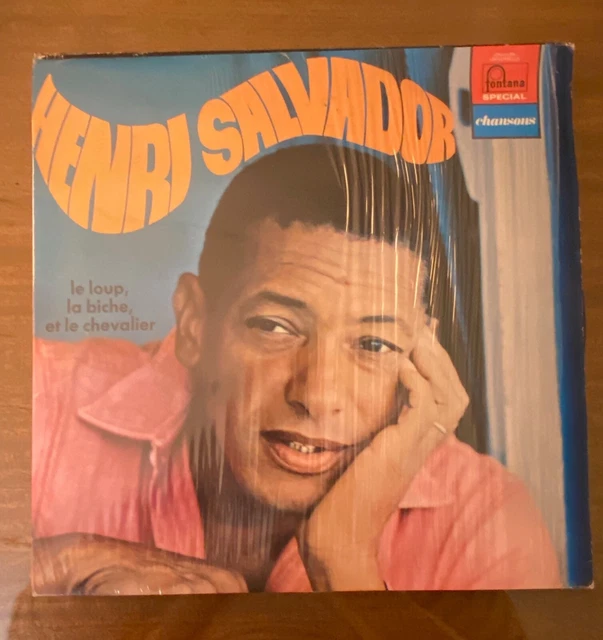 HENRI SALVADOR
fontana
SPECIAL
chansons
le loup,
la biche,
et le chevalier